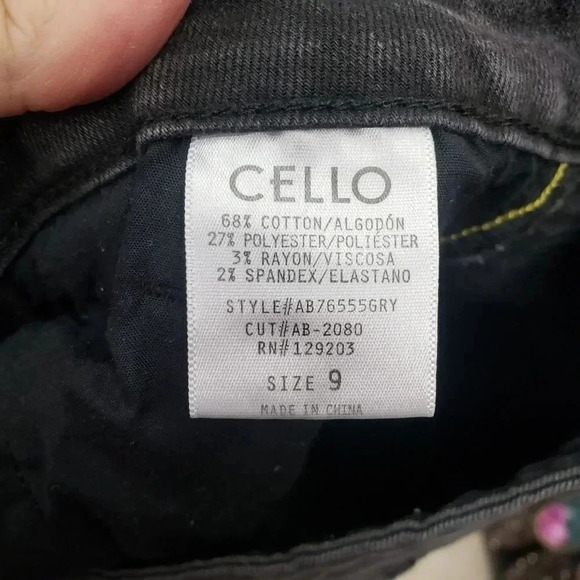 CELLO
68% COTTON/ALGODÓN
27% POLYESTER/POLIÉSTER
3% RAYON/VISCOSA
2% SPANDEX/ELASTANO
STYLE#AB76555GRY
CUT#AB-2080
RN#129203
SIZE 9
MADE IN CHINA